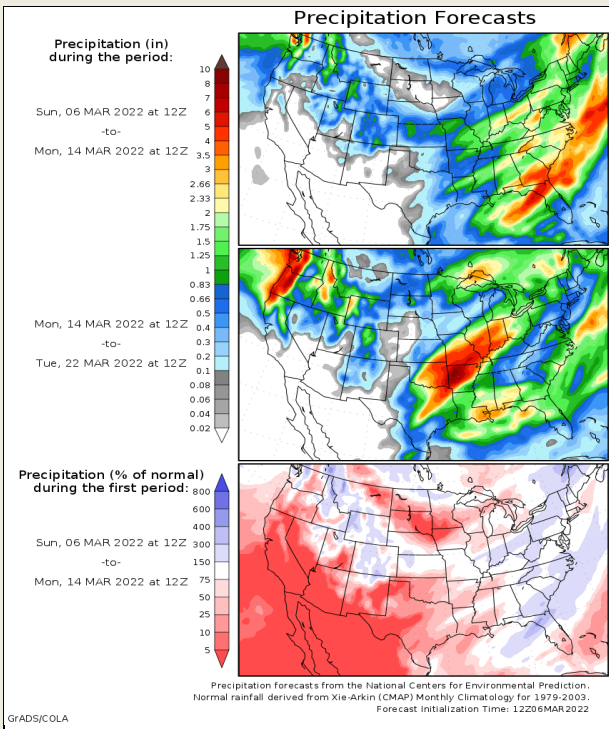 Precipitation Forecasts
Precipitation (in)
during the period:
Sun, 06 MAR 2022 at 12Z
-to-
Mon, 14 MAR 2022 at 12Z
10
8
7
6
5
4
3.5
3
2.66
2.33
2
1.75
1.5
1.25
1
0.83
0.66
0.5
0.4
0.3
0.2
0.1
0.08
0.06
0.04
0.02
Mon, 14 MAR 2022 at 12Z
-to-
Tue, 22 MAR 2022 at 12Z
Precipitation (% of normal)
during the first period:
Sun, 06 MAR 2022 at 12Z
-to-
Mon, 14 MAR 2022 at 12Z
800
600
400
300
150
75
50
25
10
5
Precipitation forecasts from the National Centers for Environmental Prediction.
Normal rainfall derived from Xie-Arkin (CMAP) Monthly Climatology for 1979-2003.
Forecast Initialization Time: 12Z06MAR2022
GrADS/COLA